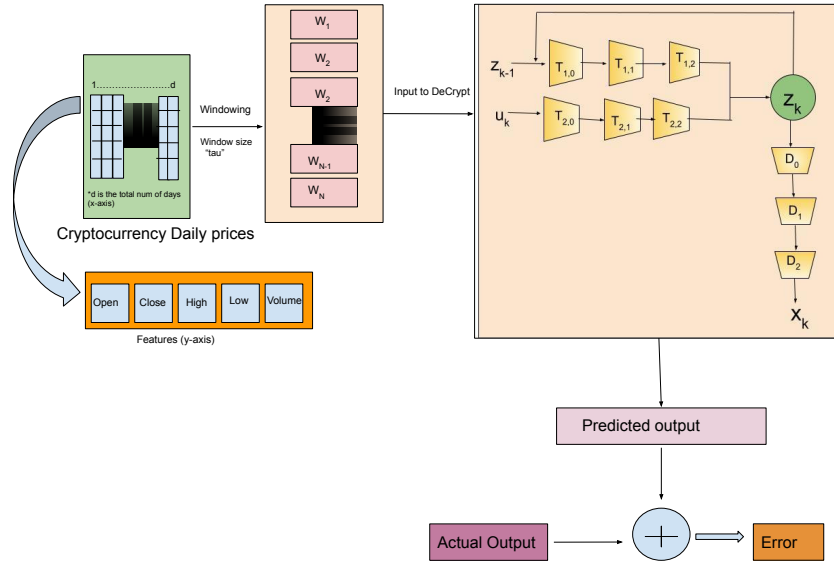 1.....................d
*d is the total num of days
(x-axis)
Cryptocurrency Daily prices
Open
Close
High
Low
Volume
Features (y-axis)
Windowing
Window size
“tau”
W1
W2
W2
WN-1
WN
Input to DeCrypt
zk-1
T1,0
T1,1
T1,2
uk
T2,0
T2,1
T2,2
zk
D0
D1
D2
xk
Predicted output
Actual Output
Error